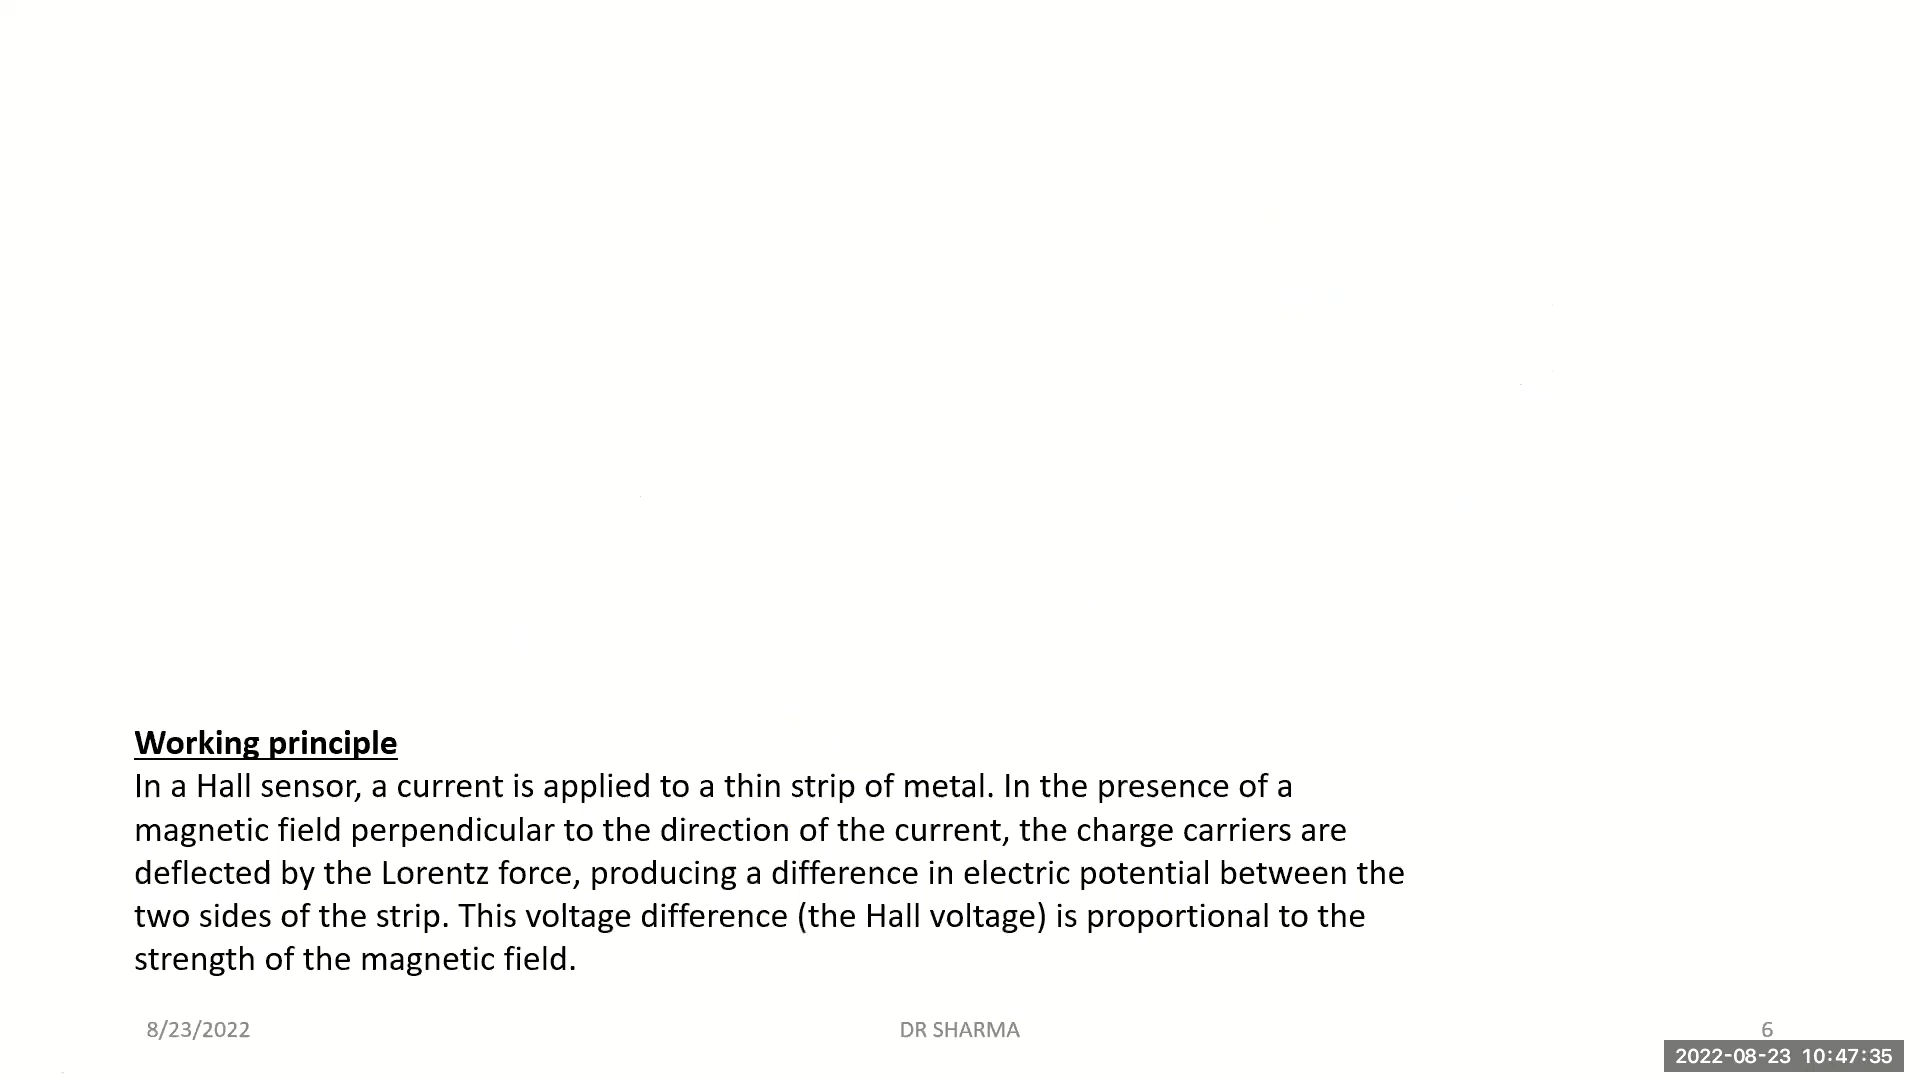 Working principle
In a Hall sensor, a current is applied to a thin strip of metal. In the presence of a
magnetic field perpendicular to the direction of the current, the charge carriers are
deflected by the Lorentz force, producing a difference in electric potential between the
two sides of the strip. This voltage difference (the Hall voltage) is proportional to the
strength of the magnetic field.
8/23/2022
DR SHARMA
6
2022-08-23 10:47:35